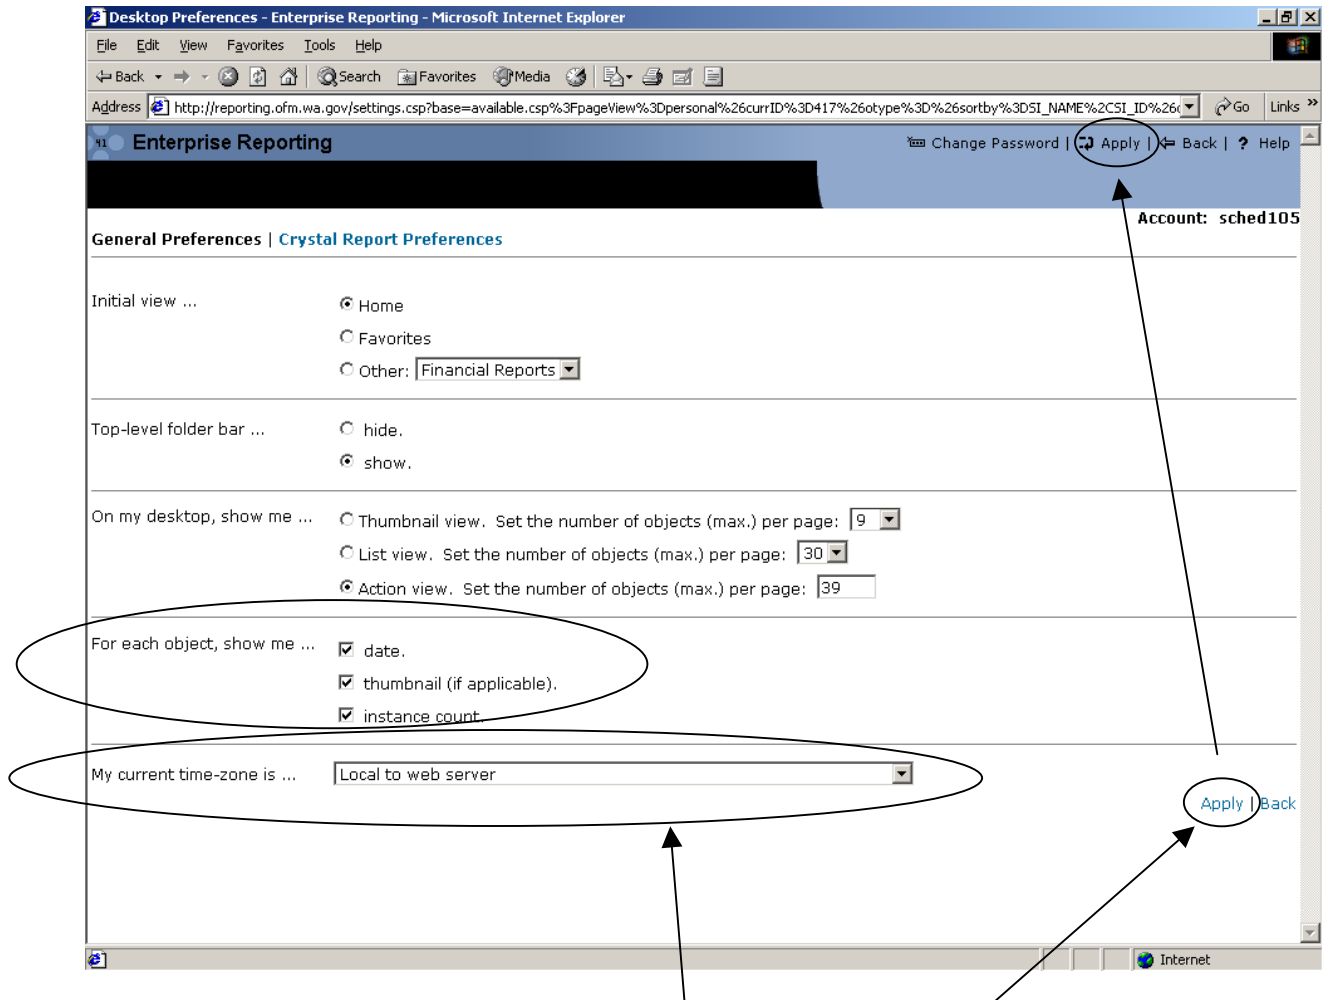 Desktop Preferences - Enterprise Reporting - Microsoft Internet Explorer
File Edit View Favorites Tools Help
Back Search Favorites Media
Address http://reporting.ofm.wa.gov/settings.csp?base=available.csp%3FpageView%3Dpersonal%26currID%3D417%26otype%3D%26sortby%3DSI_NAME%2CSI_ID%26 Go Links »
41 Enterprise Reporting Change Password | Apply | Back | ? Help
Account: sched105
General Preferences | Crystal Report Preferences
Initial view ... Home
Favorites
Other: Financial Reports
Top-level folder bar ... hide.
show.
On my desktop, show me ... Thumbnail view. Set the number of objects (max.) per page: 9
List view. Set the number of objects (max.) per page: 30
Action view. Set the number of objects (max.) per page: 39
For each object, show me ... date.
thumbnail (if applicable).
instance count.
My current time-zone is ... Local to web server
Apply | Back
Internet